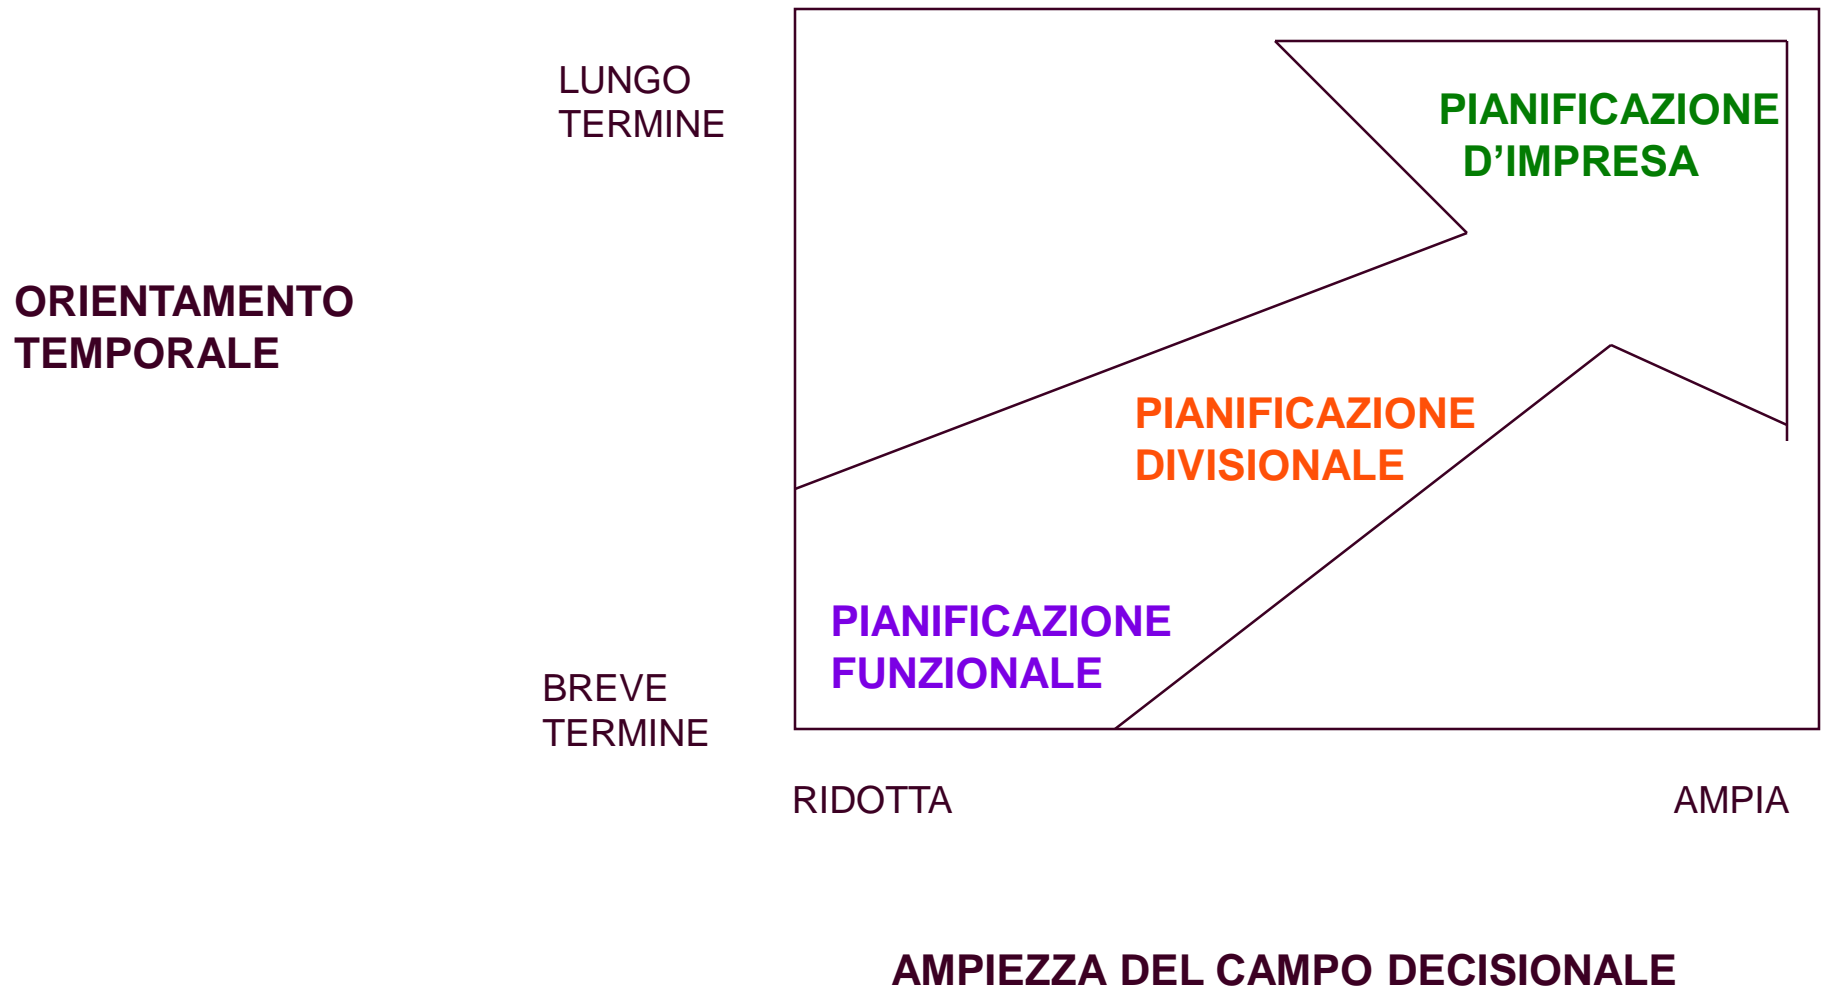 LUNGO
TERMINE
PIANIFICAZIONE
D’IMPRESA
ORIENTAMENTO
TEMPORALE
PIANIFICAZIONE
DIVISIONALE
PIANIFICAZIONE
FUNZIONALE
BREVE
TERMINE
RIDOTTA
AMPIA
AMPIEZZA DEL CAMPO DECISIONALE